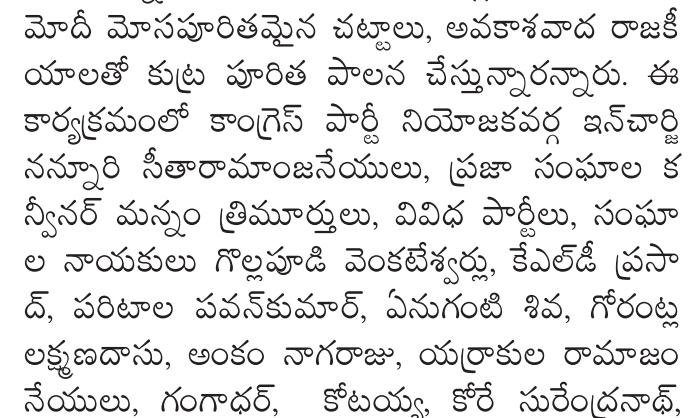 మోదీ మోసపూరితమైన చట్టాలు, అవకాశవాద రాజకీ
యాలతో కుట్ర పూరిత పాలన చేస్తున్నారన్నారు. ఈ
కార్యక్రమంలో కాంగ్రెస్ పార్టీ నియోజకవర్గ ఇన్‌చార్జి
నన్నూరి సీతారామాంజనేయులు, ప్రజా సంఘాల క
న్వీనర్ మన్నం త్రిమూర్తులు, వివిధ పార్టీలు, సంఘా
ల నాయకులు గొల్లపూడి వెంకటేశ్వర్లు, కేఎల్‌డీ ప్రసా
ద్, పరిటాల పవన్‌కుమార్, ఏనుగంటి శివ, గోరంట్ల
లక్ష్మణదాసు, అంకం నాగరాజు, యర్రాకుల రామాజం
నేయులు, గంగాధర్, కోటయ్య, కోరే సురేంద్రనాథ్,